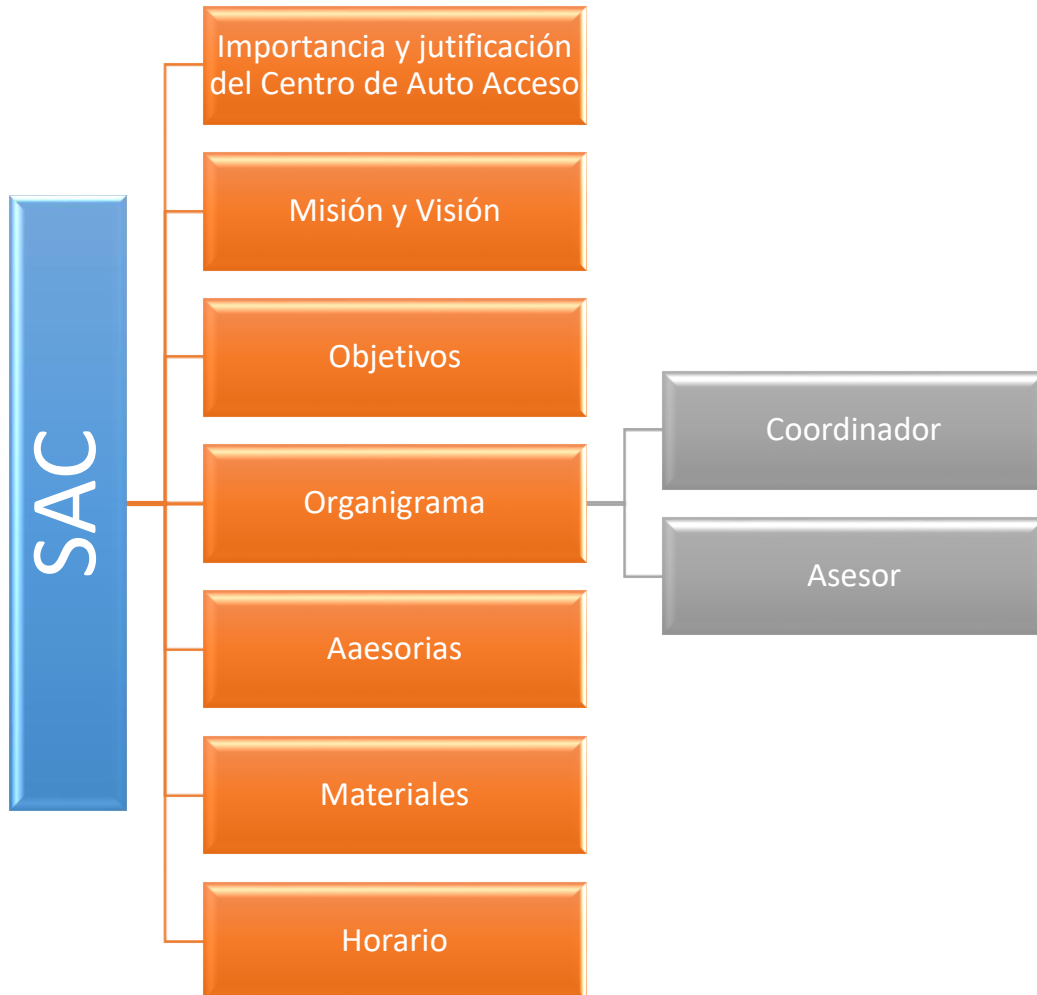 SAC
Importancia y jutificación
del Centro de Auto Acceso
Misión y Visión
Objetivos
Organigrama
Coordinador
Asesor
Aaesorias
Materiales
Horario